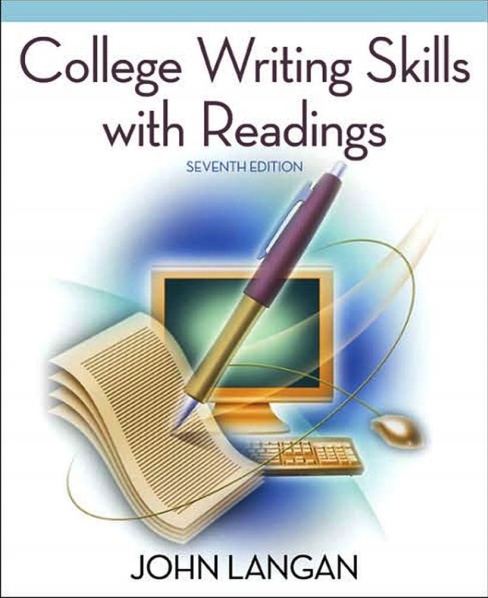 College Writing Skills
with Readings
SEVENTH EDITION
JOHN LANGAN